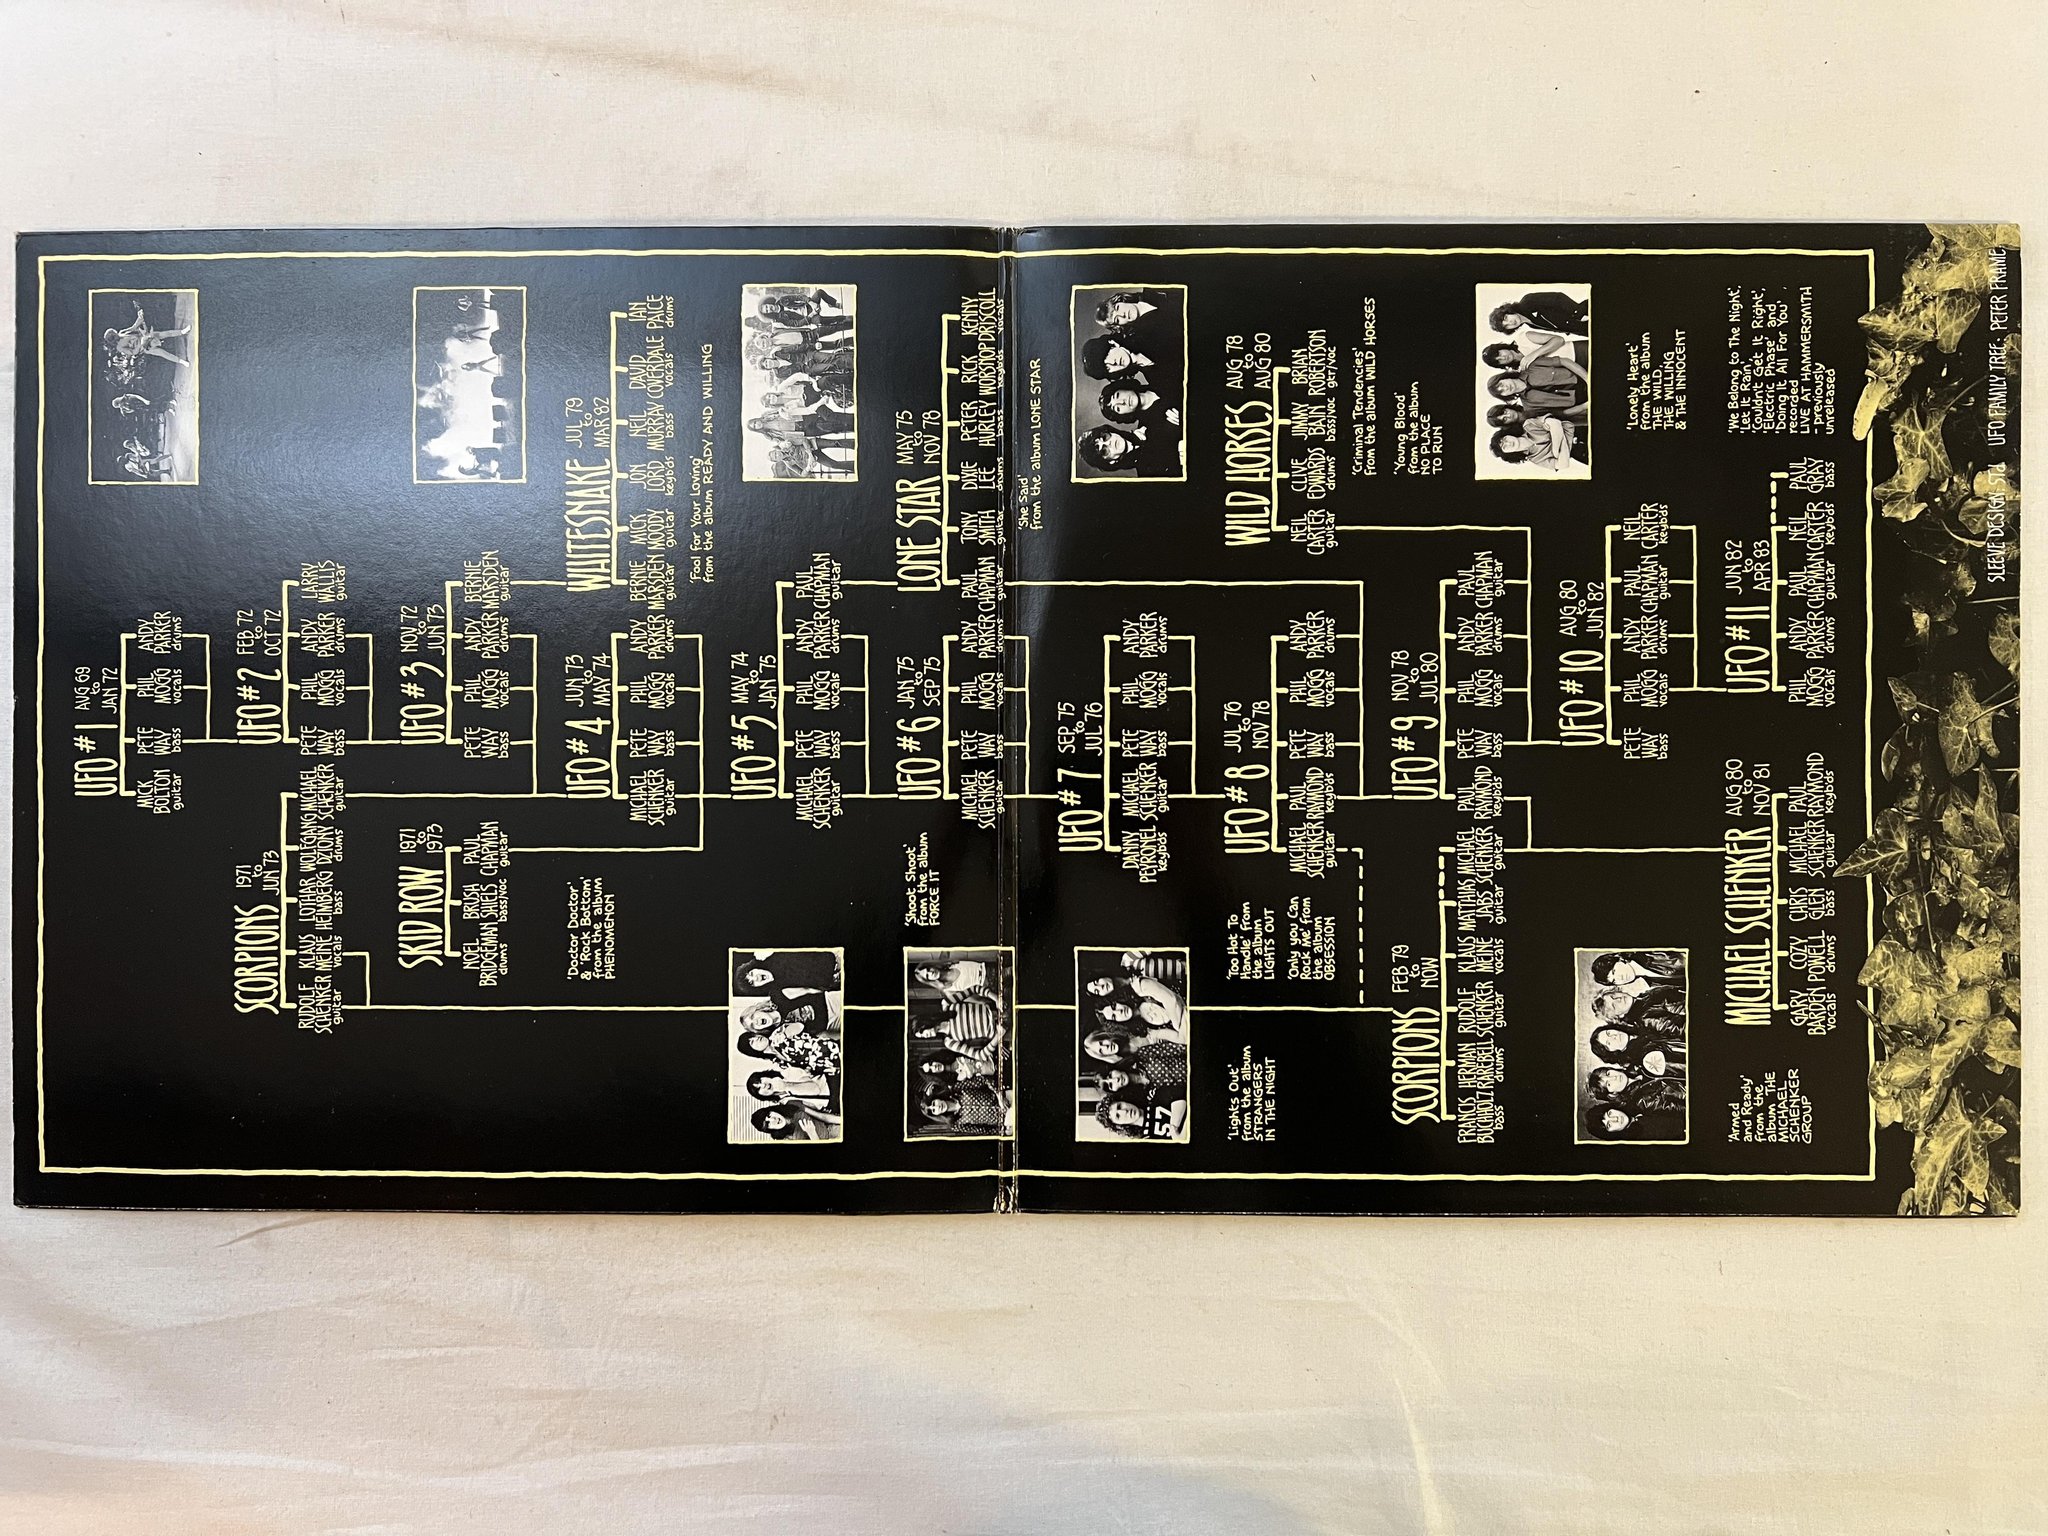 UFO #1
AUG 69
to
JAN 72
MICK BOLTON guitar
PETE WAY bass
PHIL MOGG vocals
ANDY PARKER drums
SCORPIONS
1971
to
JUN 73
RUDOLF SCHENKER guitar
KLAUS MEINE vocals
LOTHAR HEIMBERG bass
WOLFGANG DZIONY drums
MICHAEL SCHENKER guitar
UFO #2
FEB 72
to
OCT 72
PETE WAY bass
PHIL MOGG vocals
ANDY PARKER drums
LARRY WALLIS guitar
SKID ROW
1971
to
1973
NOEL BRIDGEMAN drums
BRUSH SHIELS bass/voc
PAUL CHAPMAN guitar
UFO #3
NOV 72
to
JUN 73
PETE WAY bass
PHIL MOGG vocals
ANDY PARKER drums
BERNIE MARSDEN guitar
'Doctor Doctor'
& 'Rock Bottom'
from the album
PHENOMENON
UFO #4
JUN 73
to
MAY 74
MICHAEL SCHENKER guitar
PETE WAY bass
PHIL MOGG vocals
ANDY PARKER drums
WHITESNAKE
JUL 79
to
MAR 82
BERNIE MARSDEN guitar
MICK MOODY guitar
JON LORD keybds
NEIL MURRAY bass
DAVID COVERDALE vocals
IAN PAICE drums
'Fool for Your Loving'
from the album READY AND WILLING
UFO #5
MAY 74
to
JAN 75
MICHAEL SCHENKER guitar
PETE WAY bass
PHIL MOGG vocals
ANDY PARKER drums
PAUL CHAPMAN guitar
'Shoot Shoot'
from the album
FORCE IT
UFO #6
JAN 75
to
SEP 75
MICHAEL SCHENKER guitar
PETE WAY bass
PHIL MOGG vocals
ANDY PARKER drums
LONE STAR
MAY 75
to
NOV 78
PAUL CHAPMAN guitar
TONY SMITH guitar
DIXIE LEE drums
PETER HURLEY bass
RICK WORSNOP keybds
KENNY DRISCOLL vocals
'She Said'
from the album LONE STAR
UFO #7
SEP 75
to
JUL 76
DANNY PEYRONEL keybds
MICHAEL SCHENKER guitar
PETE WAY bass
PHIL MOGG vocals
ANDY PARKER drums
'Lights Out'
from the album
STRANGERS
IN THE NIGHT
'Too Hot To
Handle' from
the album
LIGHTS OUT
'Only you Can
Rock Me' from
the album
OBSESSION
UFO #8
JUL 76
to
NOV 78
MICHAEL SCHENKER guitar
PAUL RAYMOND keybds
PETE WAY bass
PHIL MOGG vocals
ANDY PARKER drums
WILD HORSES
AUG 78
to
AUG 80
NEIL CARTER guitar
CLIVE EDWARDS drums
JIMMY BAIN bass/voc
BRIAN ROBERTSON gtr/voc
'Criminal Tendencies'
from the album WILD HORSES
'Young Blood'
from the album
NO PLACE
TO RUN
SCORPIONS
FEB 79
to
NOW
FRANCIS BUCHHOLZ bass
HERMAN RAREBELL drums
RUDOLF SCHENKER guitar
KLAUS MEINE vocals
MATTHIAS JABS guitar
MICHAEL SCHENKER guitar
UFO #9
NOV 78
to
JUL 80
PAUL RAYMOND keybds
PETE WAY bass
PHIL MOGG vocals
ANDY PARKER drums
PAUL CHAPMAN guitar
UFO #10
AUG 80
to
JUN 82
PETE WAY bass
PHIL MOGG vocals
ANDY PARKER drums
PAUL CHAPMAN guitar
NEIL CARTER keybds
'Lonely Heart'
from the album
THE WILD,
THE WILLING
& THE INNOCENT
'Armed
and Ready'
from the
album THE
MICHAEL
SCHENKER
GROUP
MICHAEL SCHENKER
AUG 80
to
NOV 81
GARY BARDEN vocals
COZY POWELL drums
CHRIS GLEN bass
MICHAEL SCHENKER guitar
PAUL RAYMOND keybds
UFO #11
JUN 82
to
APR 83
PHIL MOGG vocals
ANDY PARKER drums
PAUL CHAPMAN guitar
NEIL CARTER keybds
PAUL GRAY bass
'We Belong to The Night',
'Let It Rain',
'Couldn't Get It Right',
'Electric Phase' and
'Doing It All For You',
recorded
LIVE AT HAMMERSMITH
- previously
unreleased
57
SLEEVE DESIGN: Std. UFO FAMILY TREE: PETER FRAME